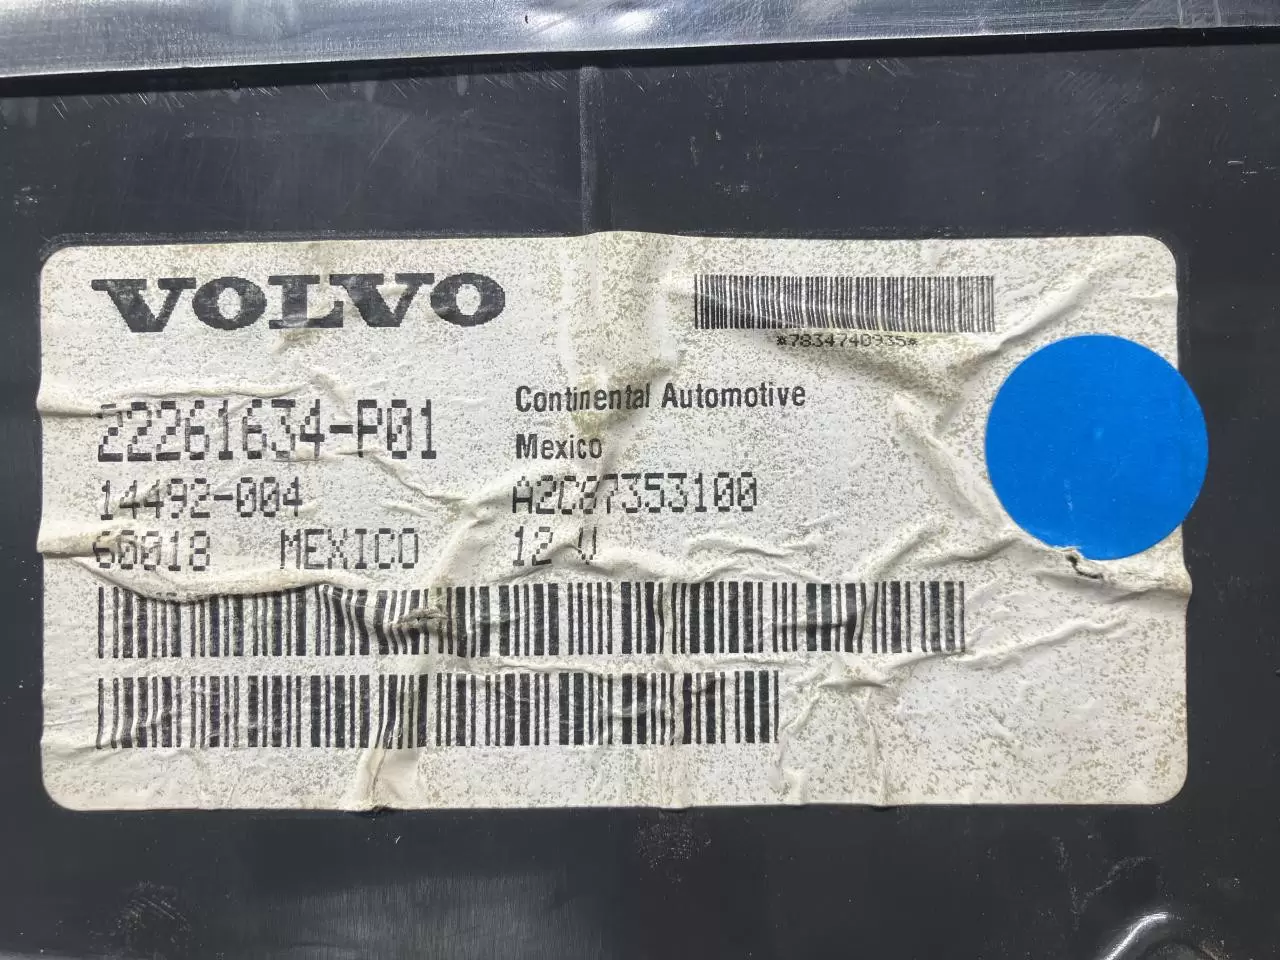 VOLVO
*7834740935*
22261634-P01
14492-004
60018 MEXICO
Continental Automotive
Mexico
A2C87353100
12 V